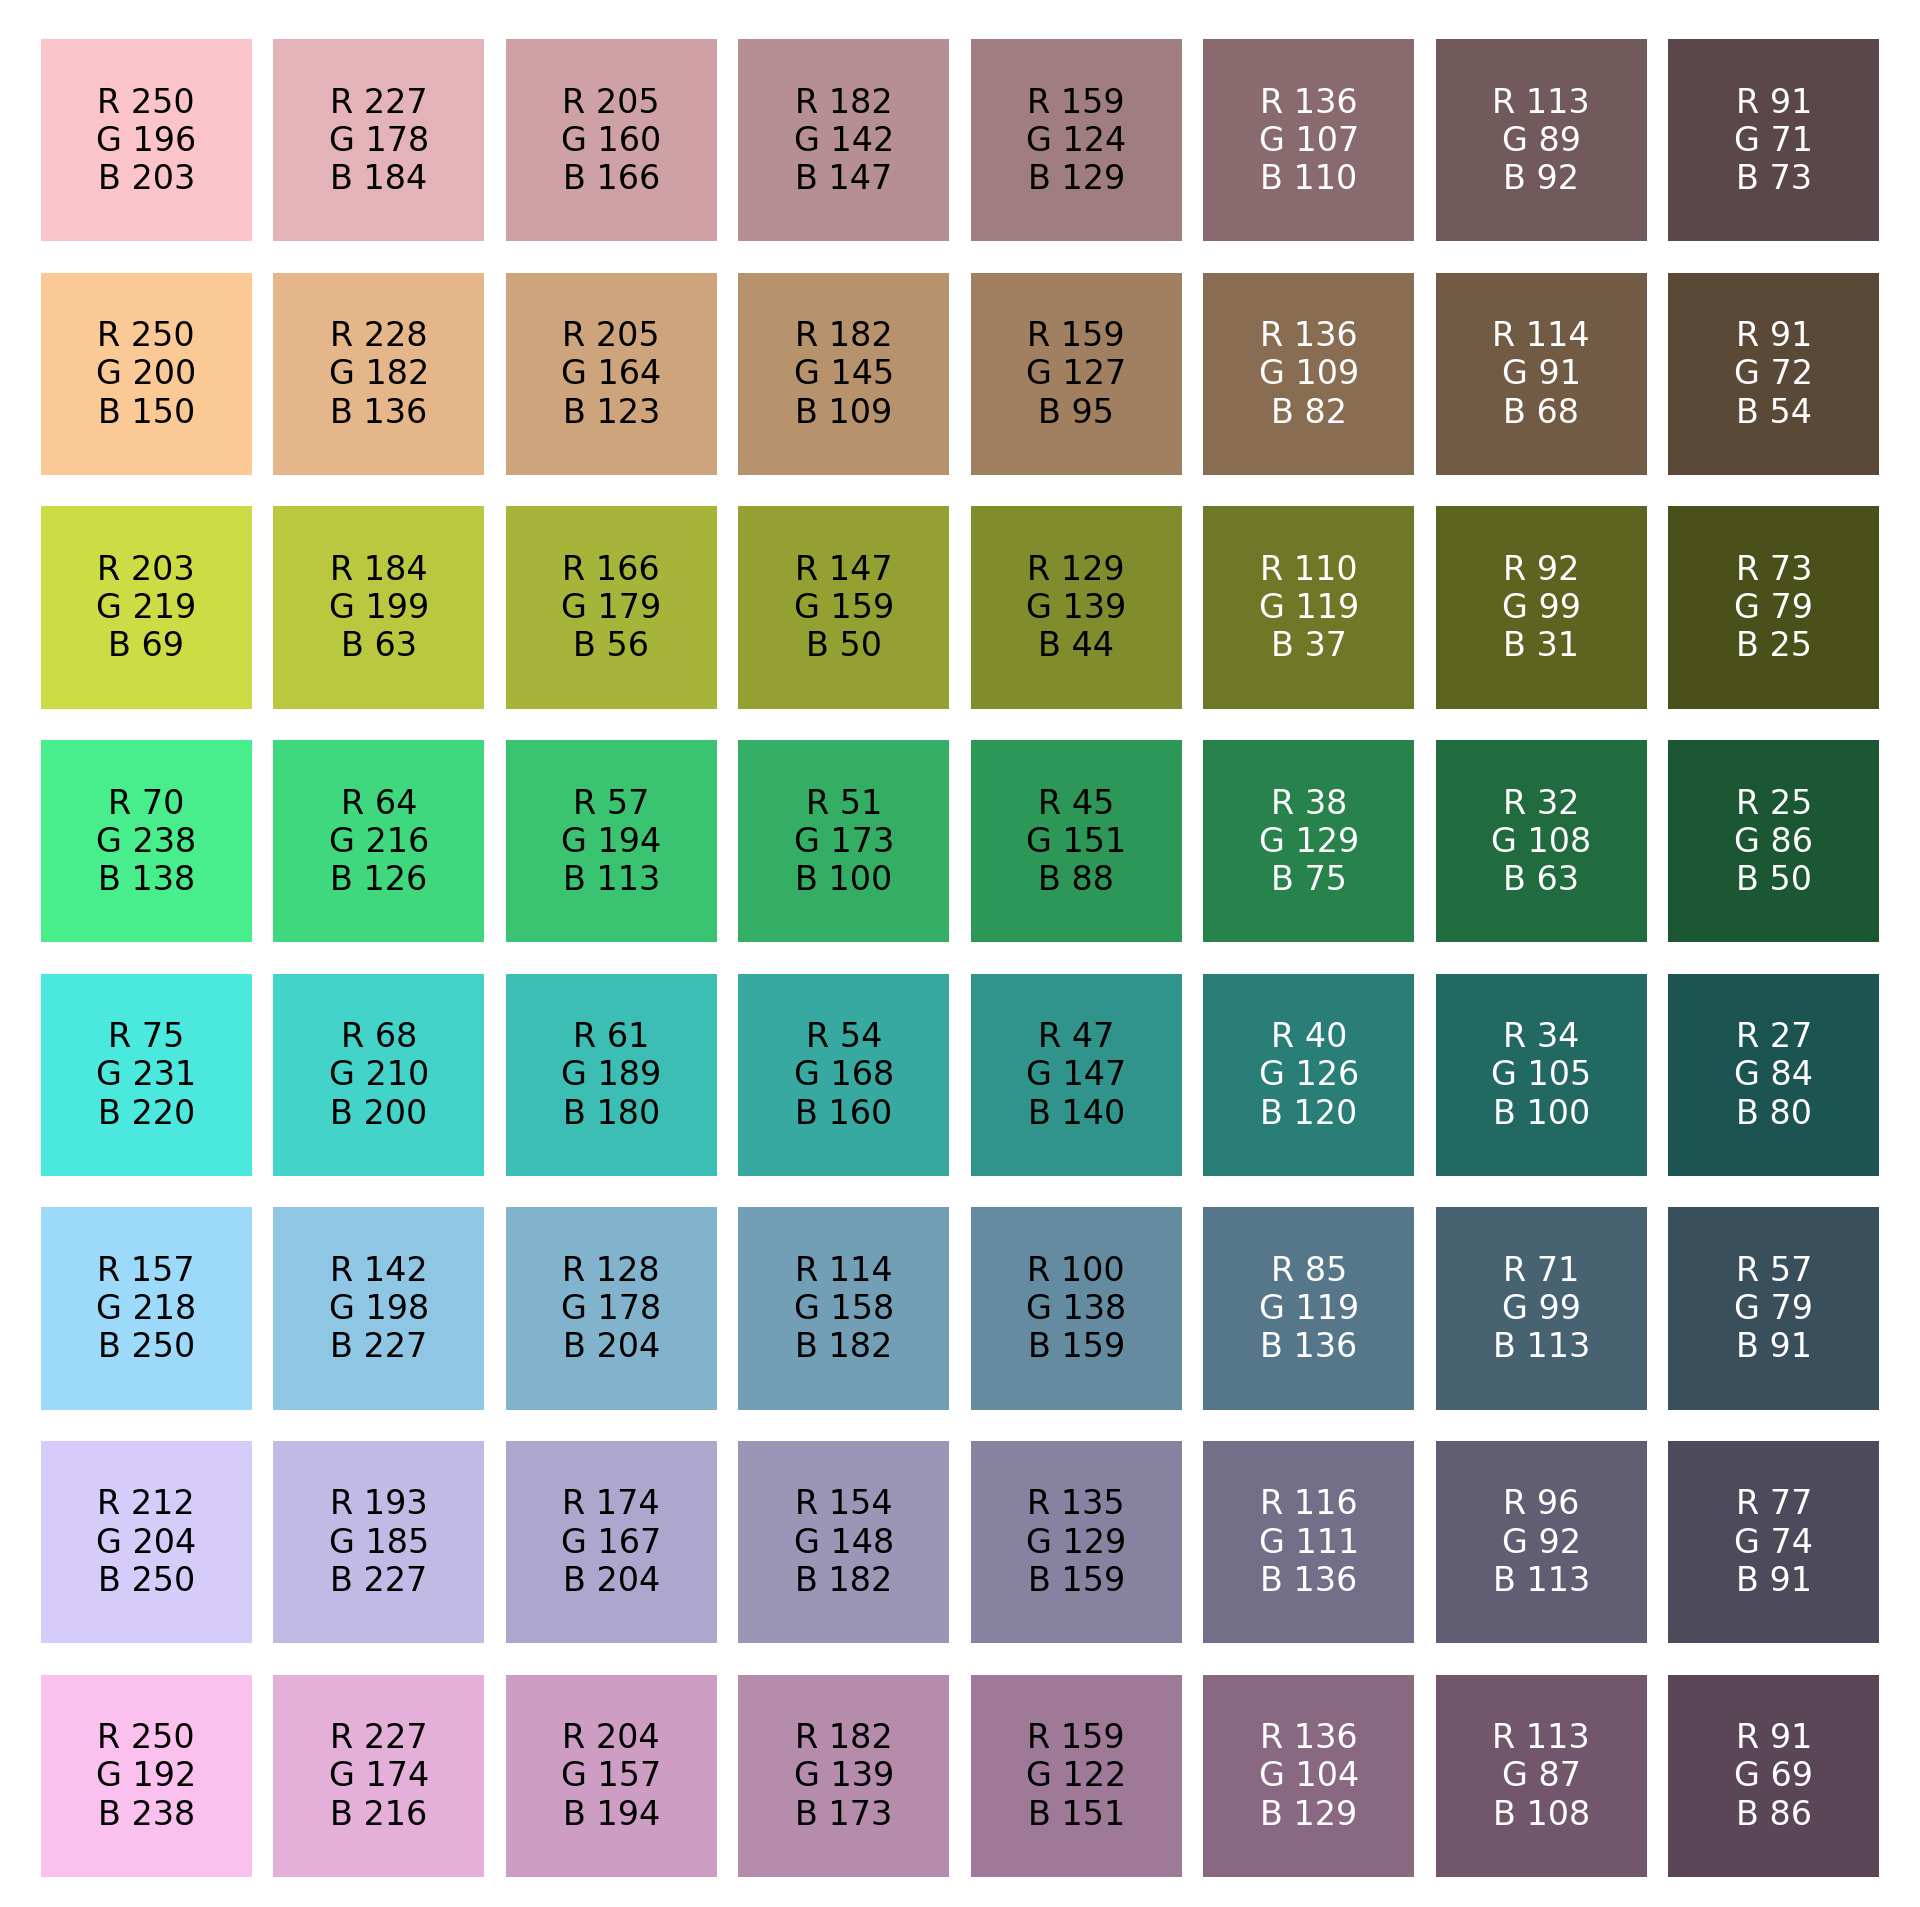 R 250
G 196
B 203
R 227
G 178
B 184
R 205
G 160
B 166
R 182
G 142
B 147
R 159
G 124
B 129
R 136
G 107
B 110
R 113
G 89
B 92
R 91
G 71
B 73
R 250
G 200
B 150
R 228
G 182
B 136
R 205
G 164
B 123
R 182
G 145
B 109
R 159
G 127
B 95
R 136
G 109
B 82
R 114
G 91
B 68
R 91
G 72
B 54
R 203
G 219
B 69
R 184
G 199
B 63
R 166
G 179
B 56
R 147
G 159
B 50
R 129
G 139
B 44
R 110
G 119
B 37
R 92
G 99
B 31
R 73
G 79
B 25
R 70
G 238
B 138
R 64
G 216
B 126
R 57
G 194
B 113
R 51
G 173
B 100
R 45
G 151
B 88
R 38
G 129
B 75
R 32
G 108
B 63
R 25
G 86
B 50
R 75
G 231
B 220
R 68
G 210
B 200
R 61
G 189
B 180
R 54
G 168
B 160
R 47
G 147
B 140
R 40
G 126
B 120
R 34
G 105
B 100
R 27
G 84
B 80
R 157
G 218
B 250
R 142
G 198
B 227
R 128
G 178
B 204
R 114
G 158
B 182
R 100
G 138
B 159
R 85
G 119
B 136
R 71
G 99
B 113
R 57
G 79
B 91
R 212
G 204
B 250
R 193
G 185
B 227
R 174
G 167
B 204
R 154
G 148
B 182
R 135
G 129
B 159
R 116
G 111
B 136
R 96
G 92
B 113
R 77
G 74
B 91
R 250
G 192
B 238
R 227
G 174
B 216
R 204
G 157
B 194
R 182
G 139
B 173
R 159
G 122
B 151
R 136
G 104
B 129
R 113
G 87
B 108
R 91
G 69
B 86